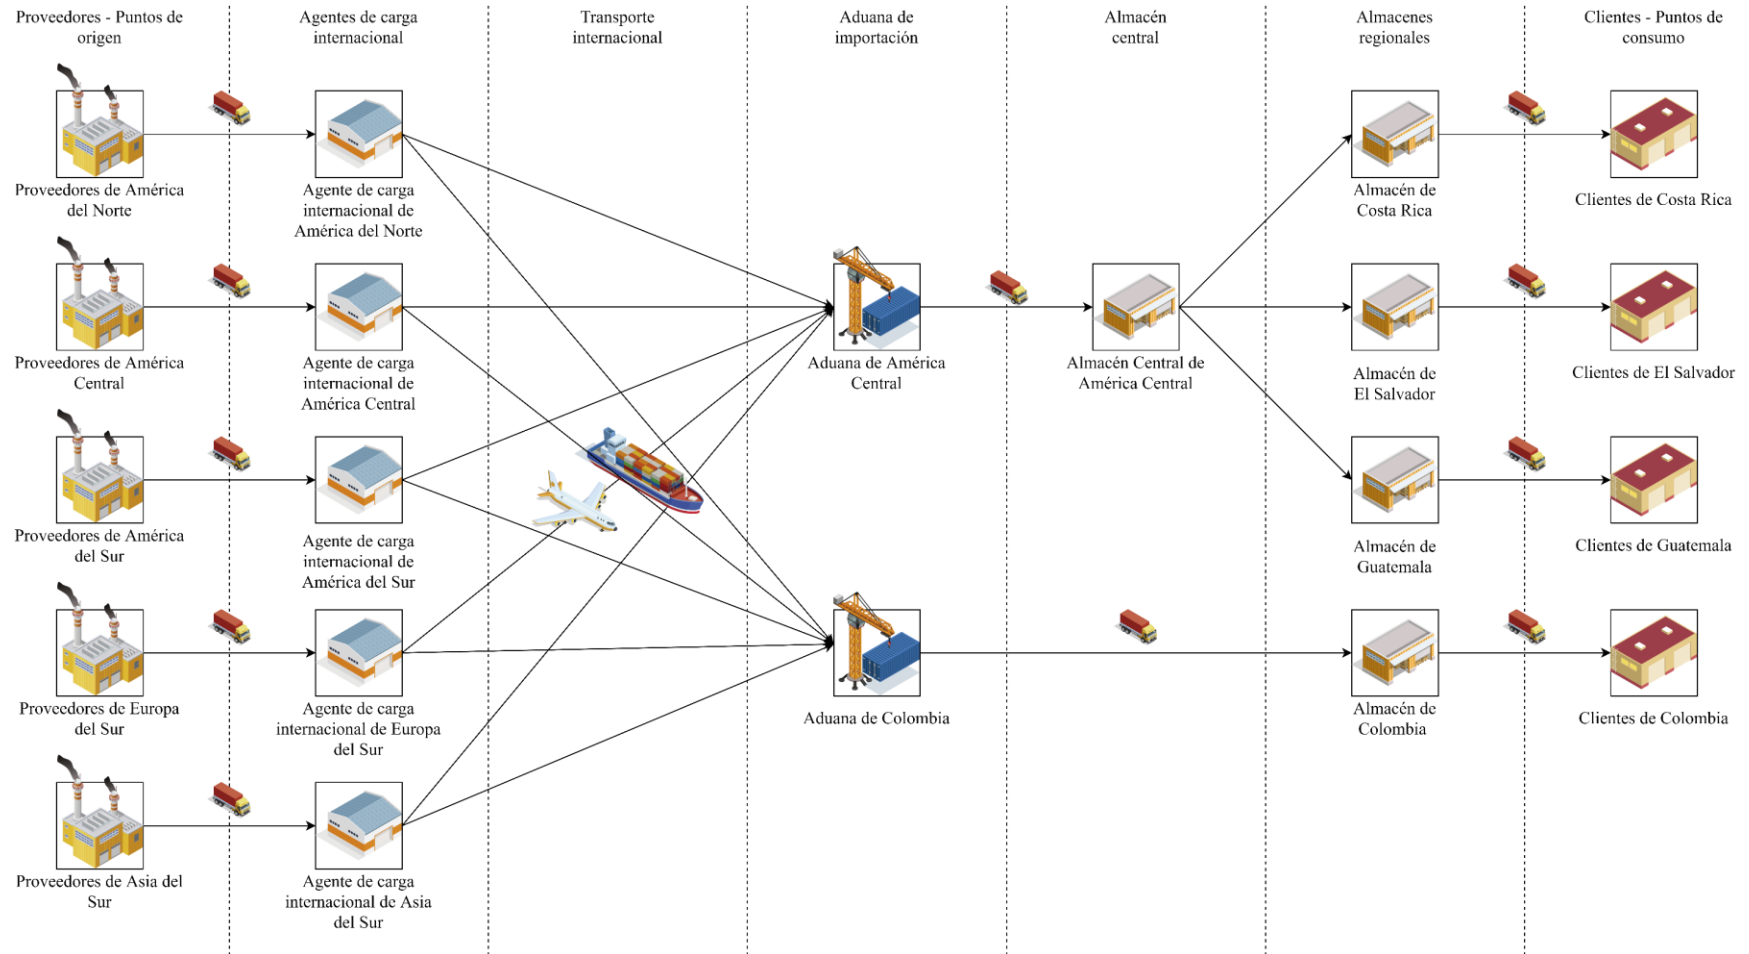 Proveedores - Puntos de
origen
Agentes de carga
internacional
Transporte
internacional
Aduana de
importación
Almacén
central
Almacenes
regionales
Clientes - Puntos de
consumo
Proveedores de América
del Norte
Agente de carga
internacional de
América del Norte
Almacén de
Costa Rica
Clientes de Costa Rica
Proveedores de América
Central
Agente de carga
internacional de
América Central
Aduana de América
Central
Almacén Central de
América Central
Almacén de
El Salvador
Clientes de El Salvador
Proveedores de América
del Sur
Agente de carga
internacional de
América del Sur
Almacén de
Guatemala
Clientes de Guatemala
Proveedores de Europa
del Sur
Agente de carga
internacional de Europa
del Sur
Aduana de Colombia
Almacén de
Colombia
Clientes de Colombia
Proveedores de Asia del
Sur
Agente de carga
internacional de Asia
del Sur